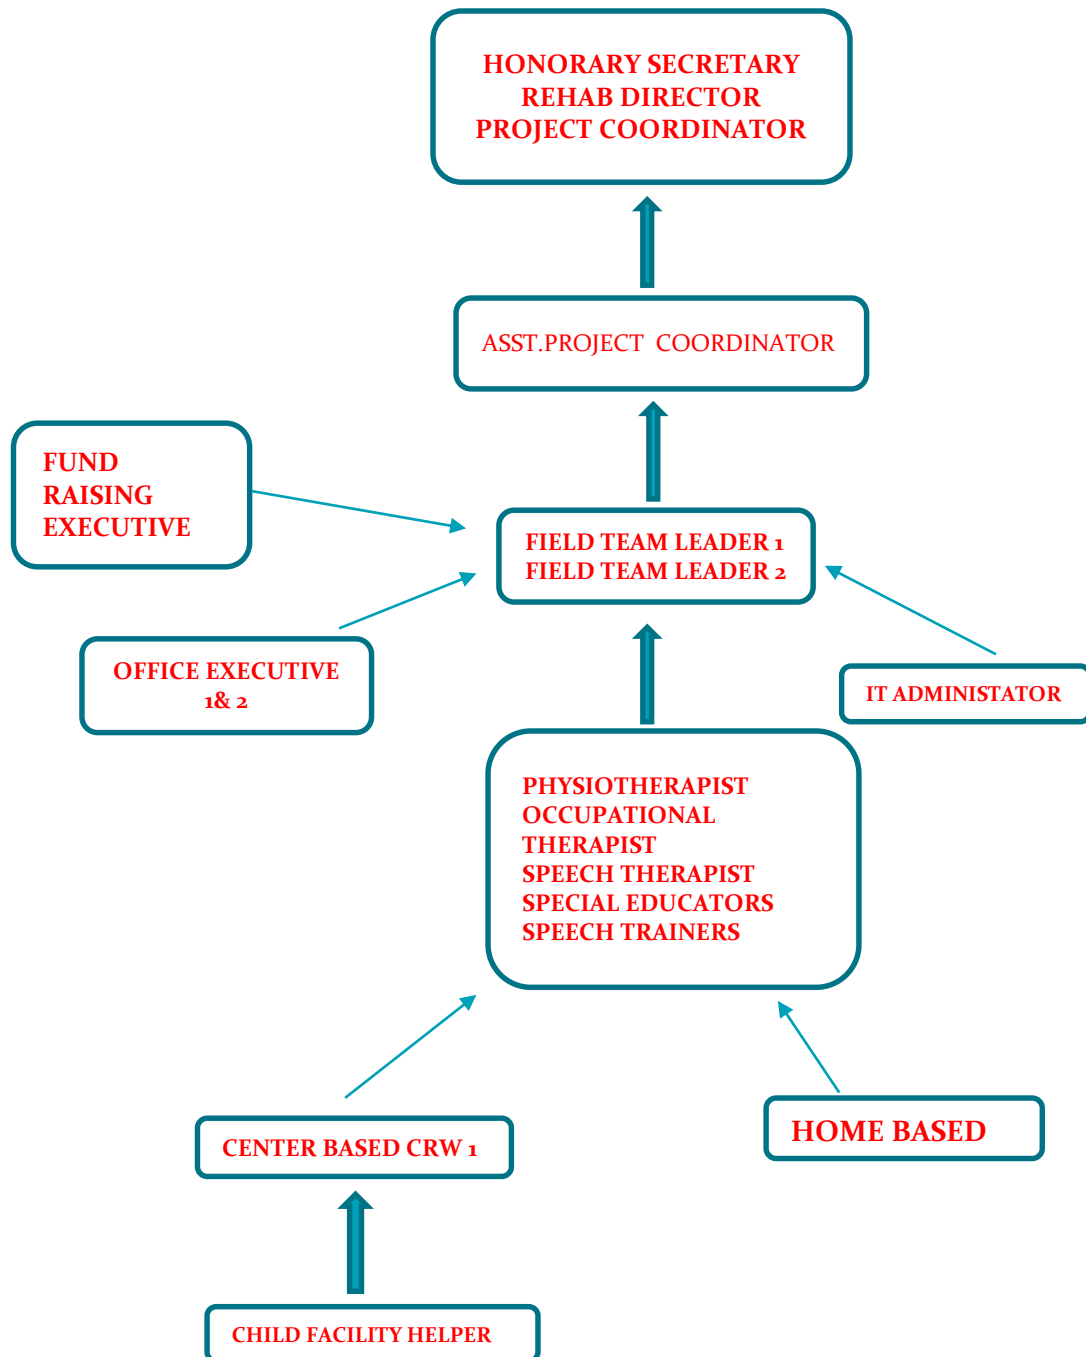 HONORARY SECRETARY
REHAB DIRECTOR
PROJECT COORDINATOR
ASST.PROJECT COORDINATOR
FUND
RAISING
EXECUTIVE
FIELD TEAM LEADER 1
FIELD TEAM LEADER 2
OFFICE EXECUTIVE
1& 2
IT ADMINISTATOR
PHYSIOTHERAPIST
OCCUPATIONAL
THERAPIST
SPEECH THERAPIST
SPECIAL EDUCATORS
SPEECH TRAINERS
CENTER BASED CRW 1
HOME BASED
CHILD FACILITY HELPER